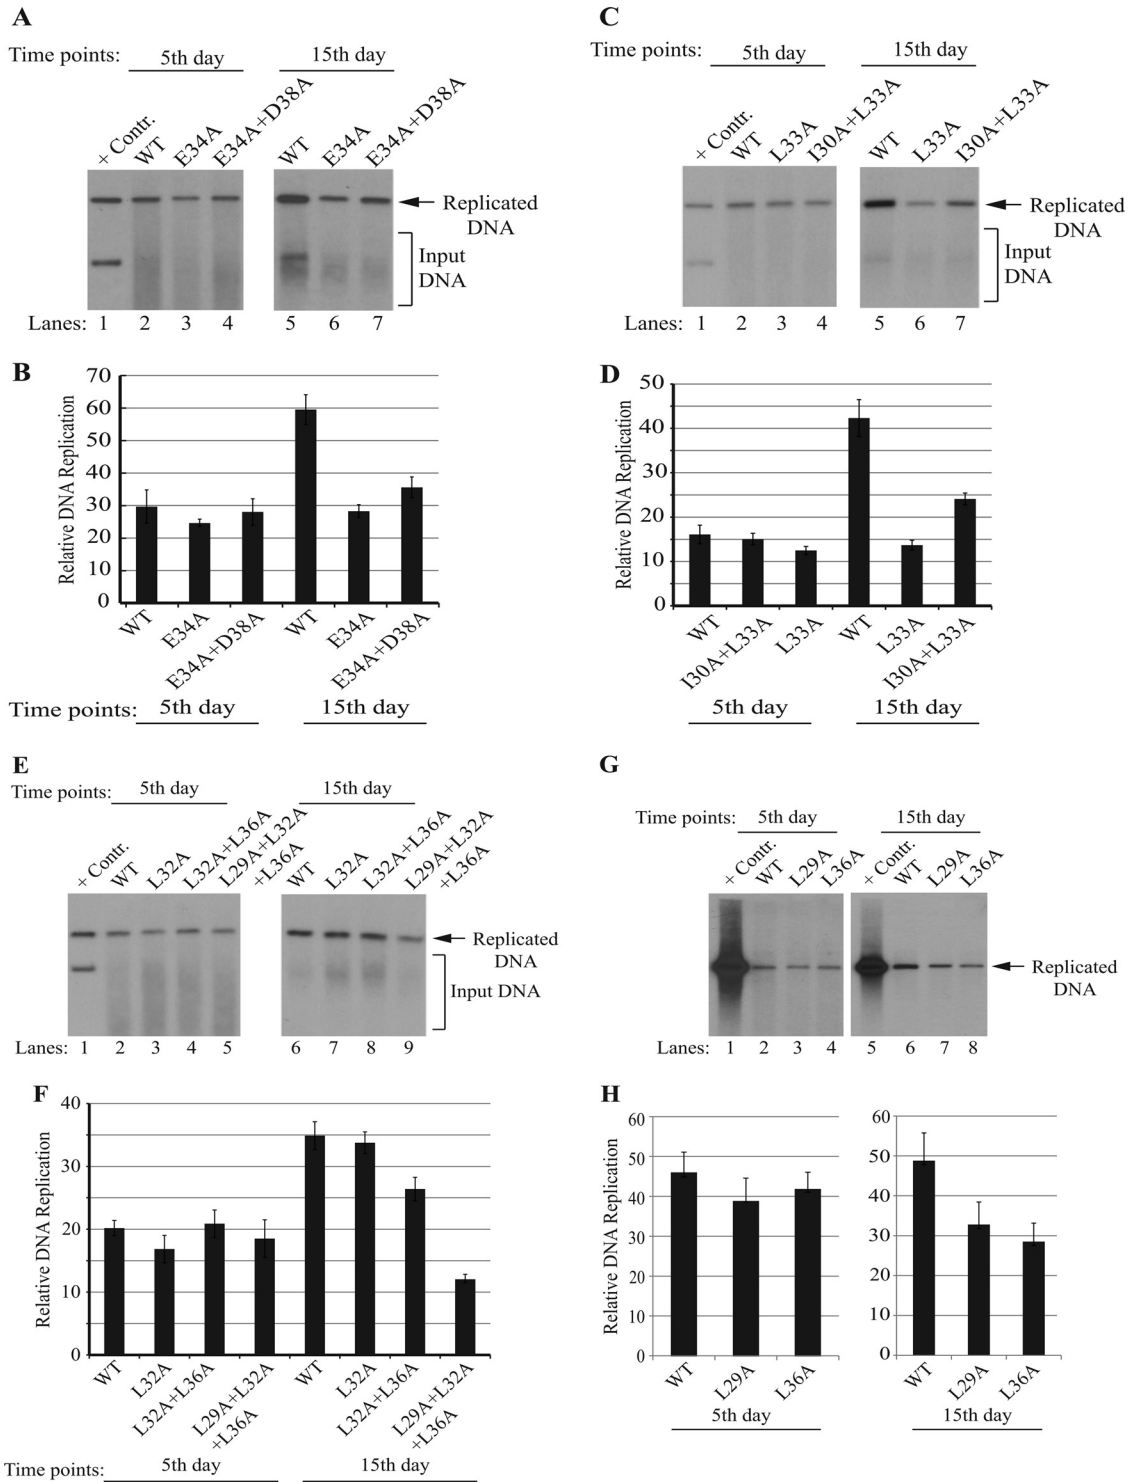 A
Time points: 5th day 15th day
+ Contr. WT E34A E34A+D38A WT E34A E34A+D38A
Replicated
DNA
Input
DNA
Lanes: 1 2 3 4 5 6 7
C
Time points: 5th day 15th day
+ Contr. WT L33A I30A+L33A WT L33A I30A+L33A
Replicated
DNA
Input
DNA
Lanes: 1 2 3 4 5 6 7
B
Relative DNA Replication
70
60
50
40
30
20
10
0
WT E34A E34A+D38A WT E34A E34A+D38A
Time points: 5th day 15th day
D
Relative DNA Replication
50
40
30
20
10
0
WT I30A+L33A L33A WT L33A I30A+L33A
5th day 15th day
E
Time points: 5th day 15th day
+ Contr. WT L32A L32A+L36A L29A+L32A +L36A WT L32A L32A+L36A L29A+L32A +L36A
Replicated
DNA
Input DNA
Lanes: 1 2 3 4 5 6 7 8 9
G
Time points: 5th day 15th day
+ Contr. WT L29A L36A + Contr. WT L29A L36A
Replicated
DNA
Lanes: 1 2 3 4 5 6 7 8
F
Relative DNA Replication
40
30
20
10
0
WT L32A L32A+L36A L29A+L32A +L36A WT L32A L32A+L36A L29A+L32A +L36A
Time points: 5th day 15th day
H
Relative DNA Replication
60
50
40
30
20
10
0
WT L29A L36A
5th day
60
50
40
30
20
10
0
WT L29A L36A
15th day